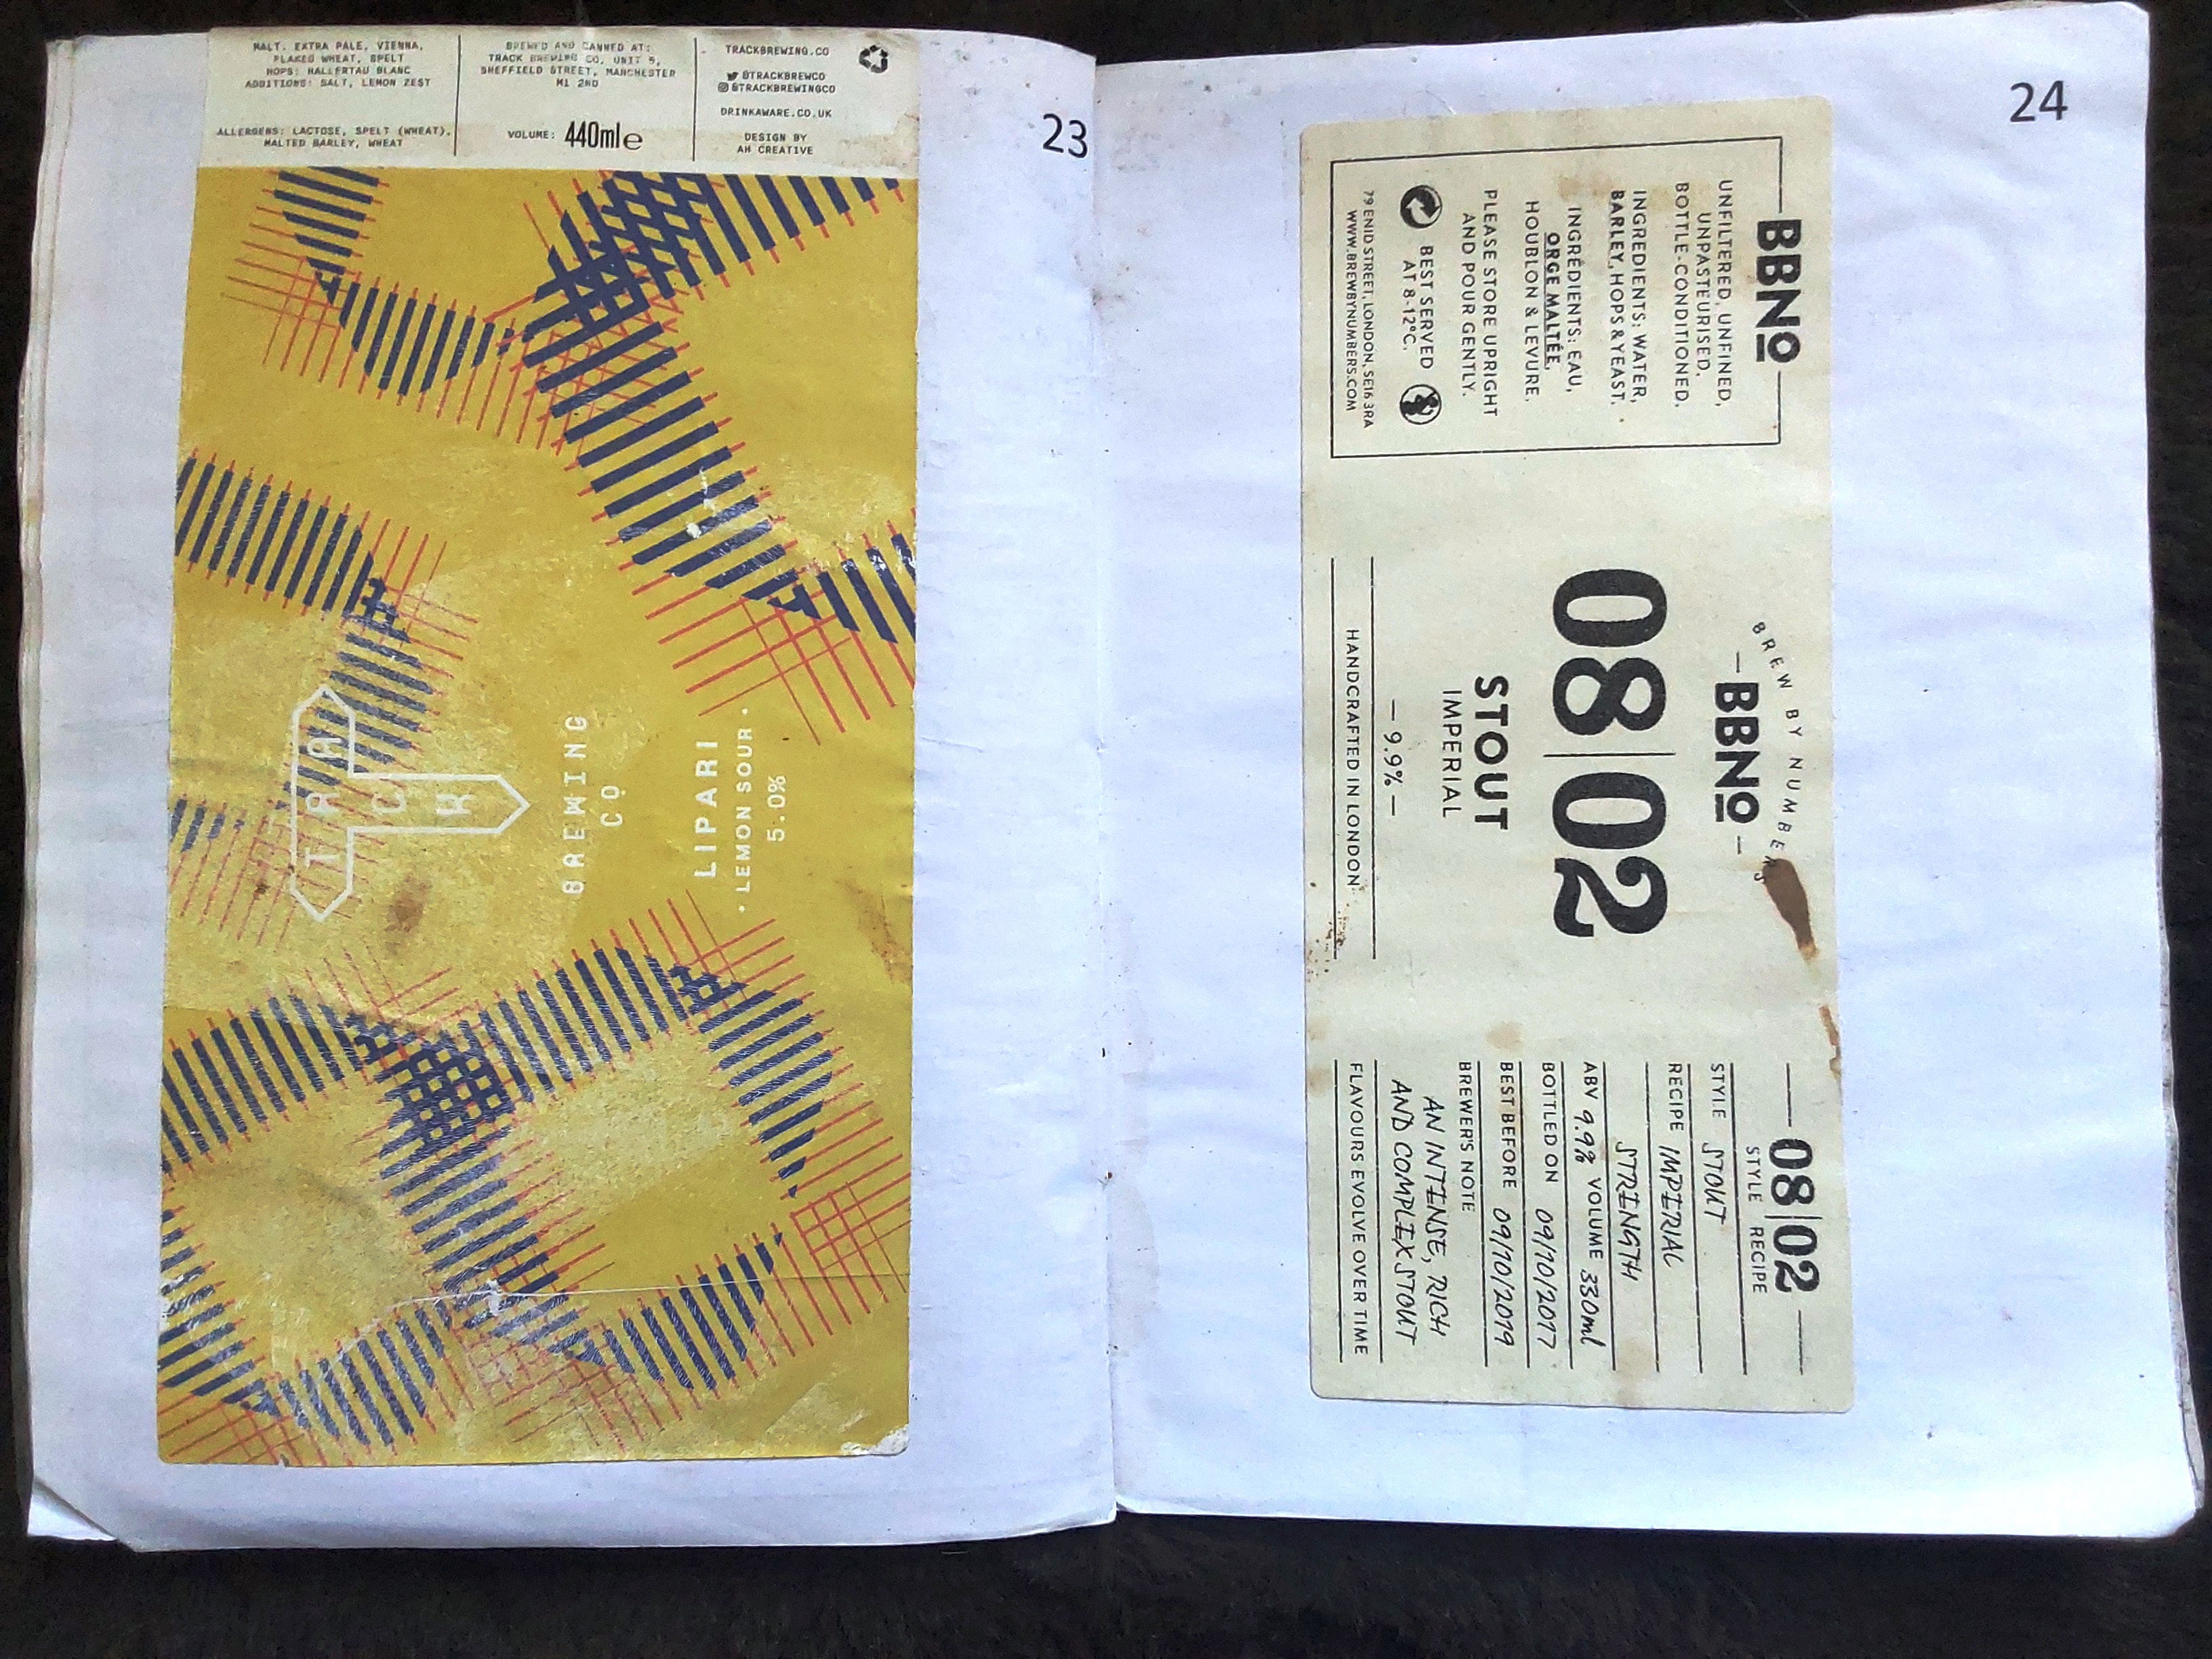 MALT. EXTRA PALE, VIENNA,
FLAKED WHEAT, SPELT
HOPS: HALLERTAU BLANC
ADDITIONS: SALT, LEMON ZEST
ALLERGENS: LACTOSE, SPELT (WHEAT),
MALTED BARLEY, WHEAT
BREWED AND CANNED AT:
TRACK BREWING CO, UNIT 5,
SHEFFIELD STREET, MANCHESTER
M1 2ND
VOLUME: 440ml e
TRACKBREWING.CO
@TRACKBREWCO
@TRACKBREWINGCO
DRINKAWARE.CO.UK
DESIGN BY
AH CREATIVE
23
TRACK
BREWING
CO
LIPARI
· LEMON SOUR ·
5.0%
24
BBNº
UNFILTERED, UNFINED,
UNPASTEURISED.
BOTTLE-CONDITIONED.
INGREDIENTS: WATER,
BARLEY, HOPS & YEAST.
INGRÉDIENTS: EAU,
ORGE MALTÉE,
HOUBLON & LEVURE.
PLEASE STORE UPRIGHT
AND POUR GENTLY.
BEST SERVED
AT 8-12°C.
79 ENID STREET, LONDON, SE16 3RA
WWW.BREWBYNUMBERS.COM
BREW BY NUMBERS
— BBNº —
08|02
STOUT
IMPERIAL
— 9.9% —
HANDCRAFTED IN LONDON
08|02
STYLE RECIPE
STYLE STOUT
RECIPE IMPERIAL
STRENGTH
ABV 9.9% VOLUME 330ml
BOTTLED ON 09/10/2017
BEST BEFORE 09/10/2019
BREWER'S NOTE
AN INTENSE, RICH
AND COMPLEX STOUT
FLAVOURS EVOLVE OVER TIME